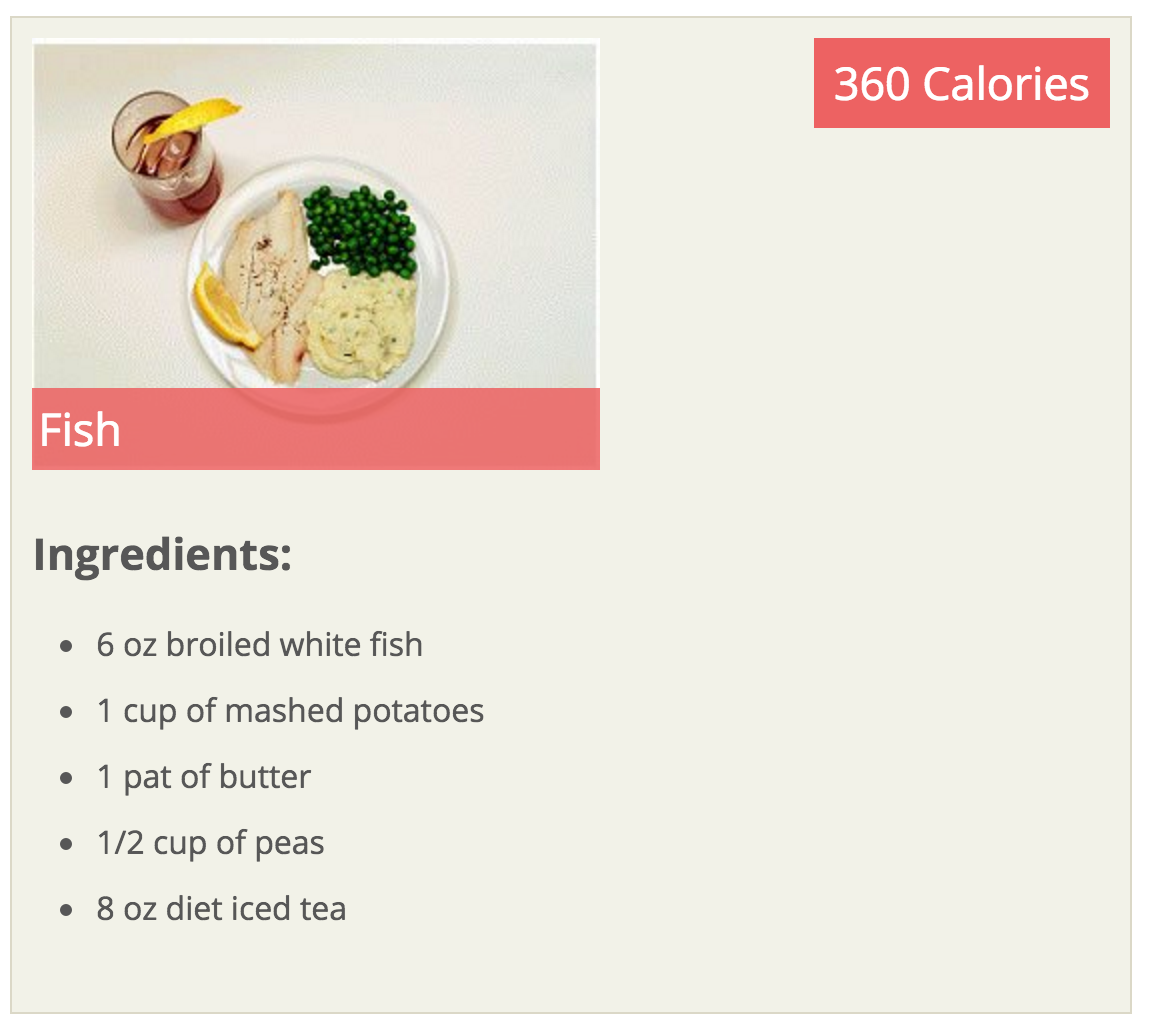 360 Calories
Fish
Ingredients:
6 oz broiled white fish
1 cup of mashed potatoes
1 pat of butter
1/2 cup of peas
8 oz diet iced tea